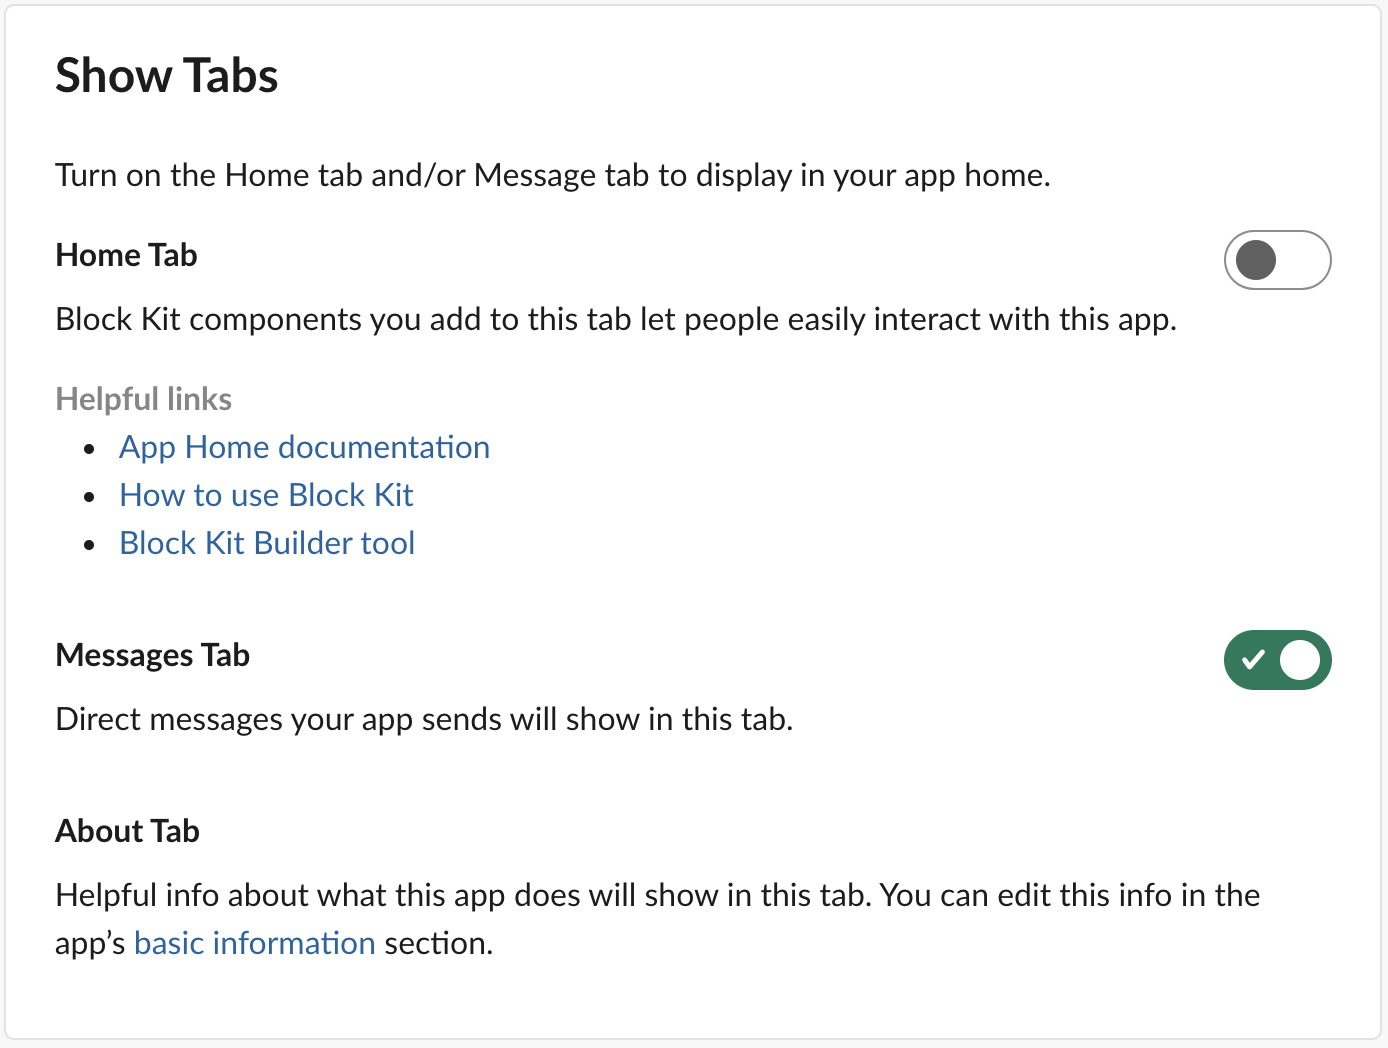 Show Tabs
Turn on the Home tab and/or Message tab to display in your app home.
Home Tab
Block Kit components you add to this tab let people easily interact with this app.
Helpful links
• App Home documentation
• How to use Block Kit
• Block Kit Builder tool
Messages Tab
Direct messages your app sends will show in this tab.
About Tab
Helpful info about what this app does will show in this tab. You can edit this info in the
app’s basic information section.